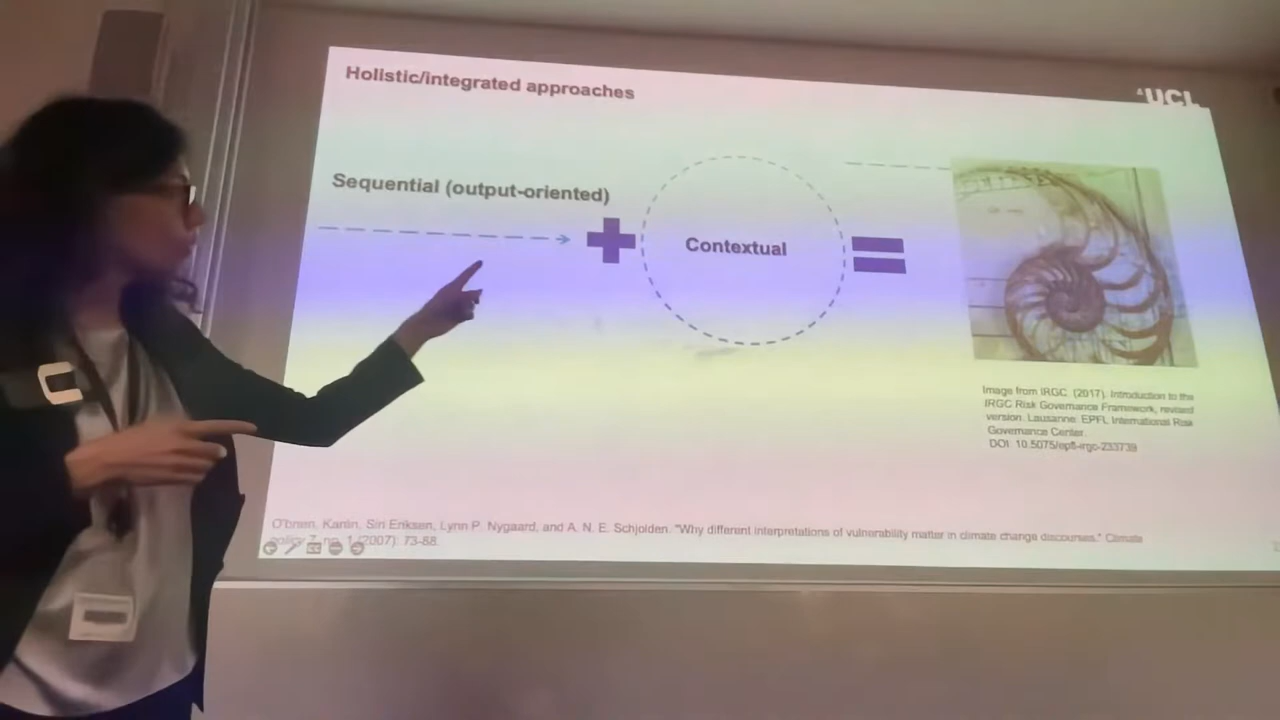 Holistic/integrated approaches
UCL
Sequential (output-oriented)
Contextual
Image from IRGC. (2017). Introduction to the
IRGC Risk Governance Framework, revised
version. Lausanne: EPFL International Risk
Governance Center.
DOI: 10.5075/epfl-irgc-233739
O'brien, Karen, Siri Eriksen, Lynn P. Nygaard, and A. N. E. Schjolden. "Why different interpretations of vulnerability matter in climate change discourses." Climate
policy 7, no. 1 (2007): 73-88.